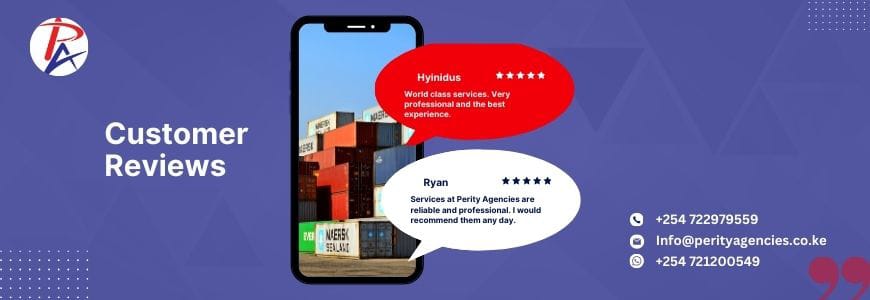 PA
Customer
Reviews
Hyinidus
World class services. Very
professional and the best
experience.
Ryan
Services at Perity Agencies are
reliable and professional. I would
recommend them any day.
MAERSK
MAERSK
SEALAND
+254 722979559
Info@perityagencies.co.ke
+254 721200549